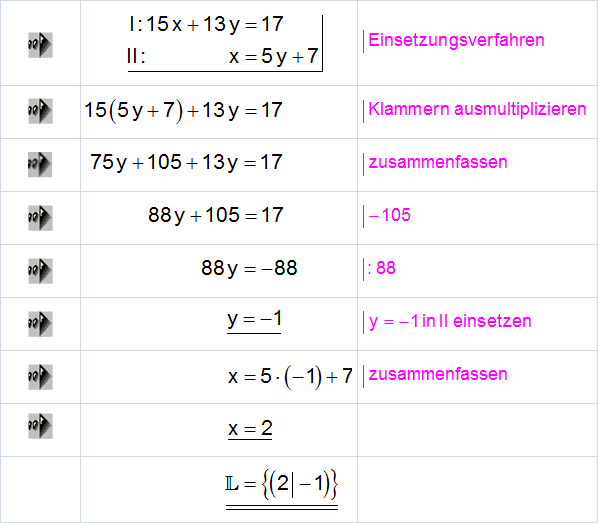 I: 15x + 13y = 17
II: x = 5y + 7
| Einsetzungsverfahren
15(5y + 7) + 13y = 17 | Klammern ausmultiplizieren
75y + 105 + 13y = 17 | zusammenfassen
88y + 105 = 17 | − 105
88y = −88 | : 88
y = −1 | y = −1 in II einsetzen
x = 5 · (−1) + 7 | zusammenfassen
x = 2
𝕃 = {(2 | −1)}